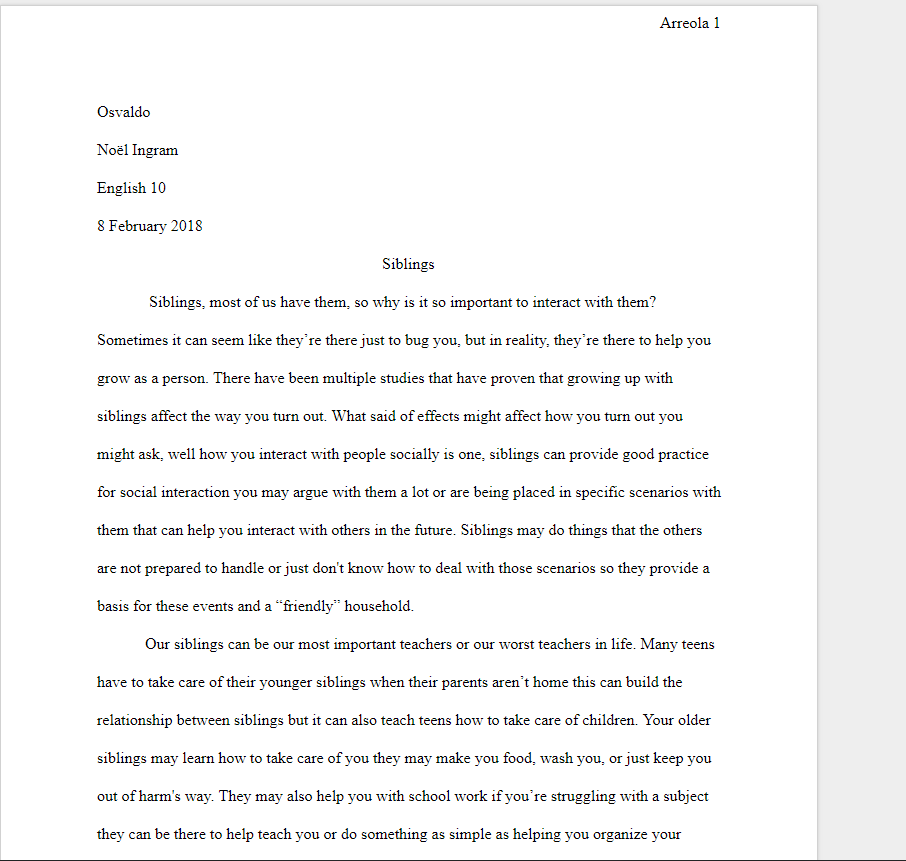 Arreola 1
Osvaldo
Noël Ingram
English 10
8 February 2018
Siblings
Siblings, most of us have them, so why is it so important to interact with them?
Sometimes it can seem like they’re there just to bug you, but in reality, they’re there to help you
grow as a person. There have been multiple studies that have proven that growing up with
siblings affect the way you turn out. What said of effects might affect how you turn out you
might ask, well how you interact with people socially is one, siblings can provide good practice
for social interaction you may argue with them a lot or are being placed in specific scenarios with
them that can help you interact with others in the future. Siblings may do things that the others
are not prepared to handle or just don't know how to deal with those scenarios so they provide a
basis for these events and a “friendly” household.
Our siblings can be our most important teachers or our worst teachers in life. Many teens
have to take care of their younger siblings when their parents aren’t home this can build the
relationship between siblings but it can also teach teens how to take care of children. Your older
siblings may learn how to take care of you they may make you food, wash you, or just keep you
out of harm's way. They may also help you with school work if you’re struggling with a subject
they can be there to help teach you or do something as simple as helping you organize your